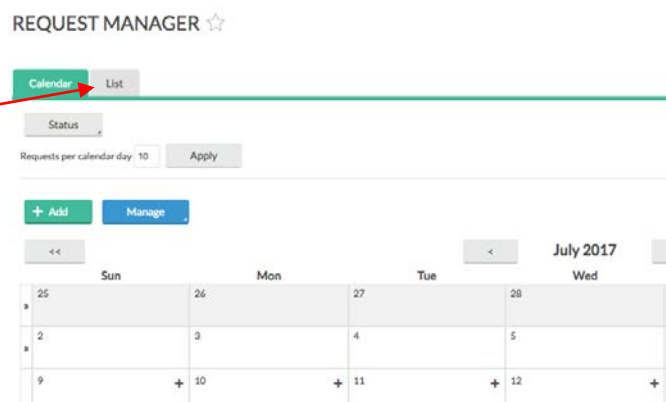 REQUEST MANAGER
Calendar List
Status
Requests per calendar day 10 Apply
+ Add Manage
<< < July 2017
Sun Mon Tue Wed
» 25 26 27 28
» 2 3 4 5
9 + 10 + 11 + 12 +